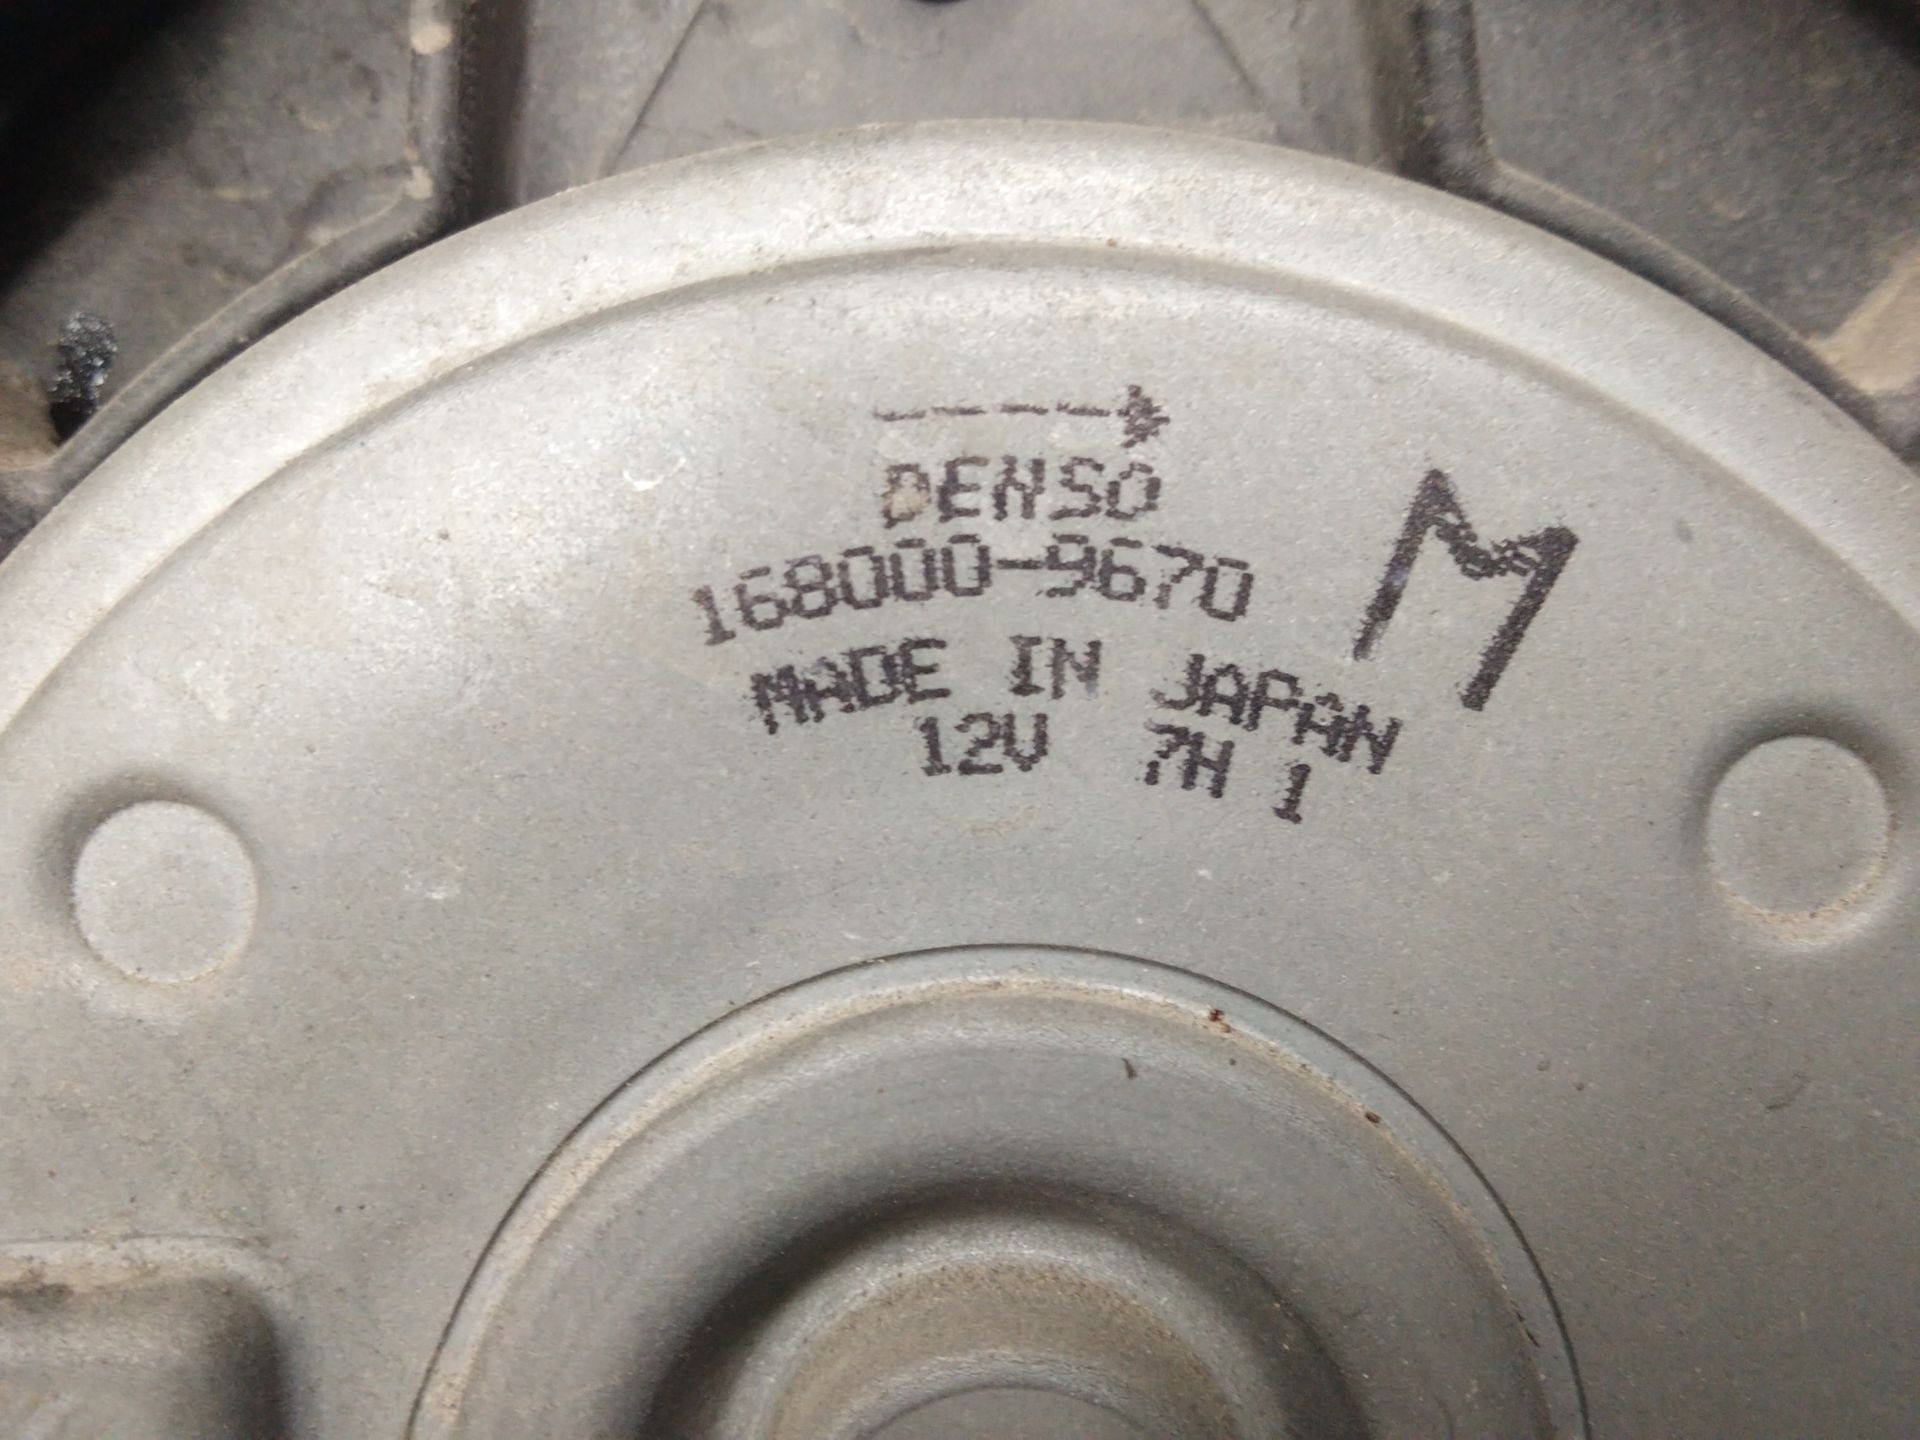 DENSO
168000-9670
M
MADE IN JAPAN
12V 7H 1